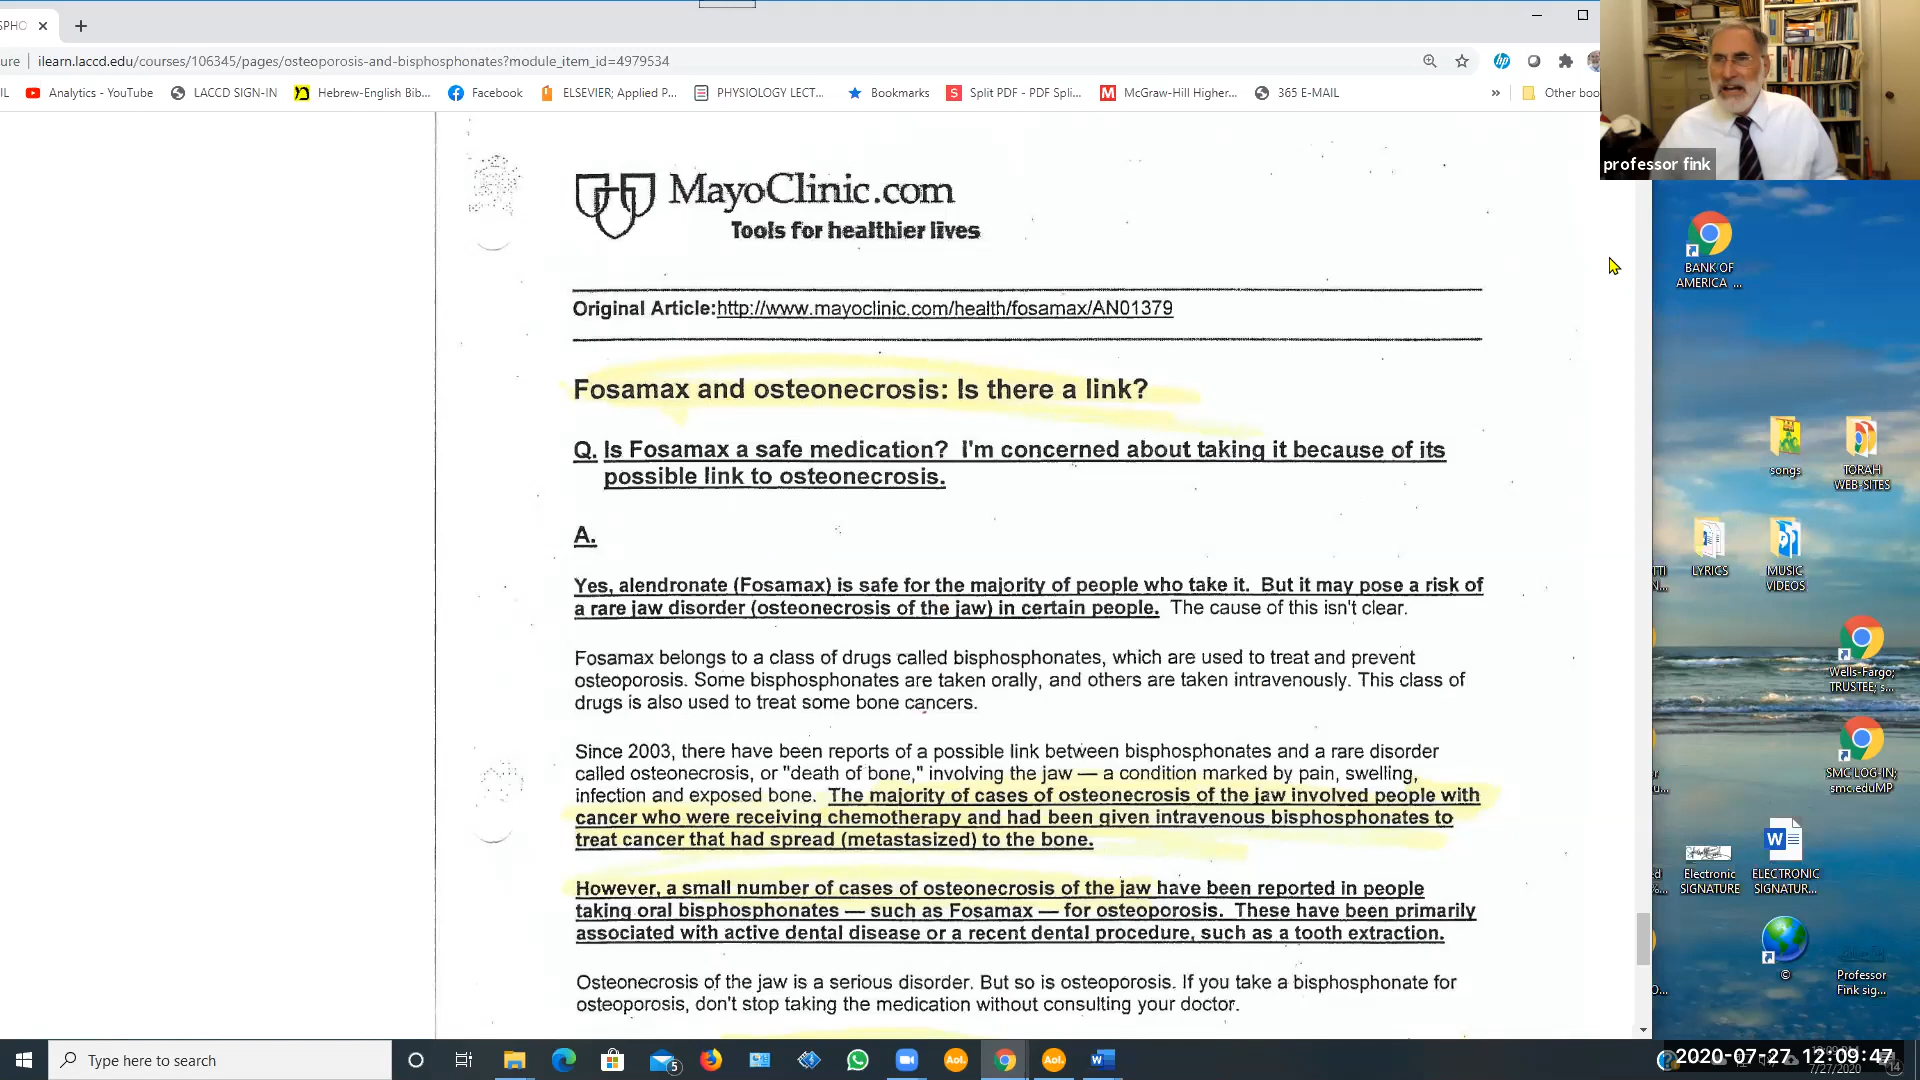 SPHO
ure
ilearn.laccd.edu/courses/106345/pages/osteoporosis-and-bisphosphonates?module_item_id=4979534
IL
Analytics - YouTube
LACCD SIGN-IN
Hebrew-English Bib...
Facebook
ELSEVIER; Applied P...
PHYSIOLOGY LECT...
Bookmarks
Split PDF - PDF Spli...
McGraw-Hill Higher...
365 E-MAIL
»
Other boo
professor fink
MayoClinic.com
Tools for healthier lives
Original Article:http://www.mayoclinic.com/health/fosamax/AN01379
Fosamax and osteonecrosis: Is there a link?
Q. Is Fosamax a safe medication? I'm concerned about taking it because of its
possible link to osteonecrosis.
A.
Yes, alendronate (Fosamax) is safe for the majority of people who take it. But it may pose a risk of
a rare jaw disorder (osteonecrosis of the jaw) in certain people. The cause of this isn't clear.
Fosamax belongs to a class of drugs called bisphosphonates, which are used to treat and prevent
osteoporosis. Some bisphosphonates are taken orally, and others are taken intravenously. This class of
drugs is also used to treat some bone cancers.
Since 2003, there have been reports of a possible link between bisphosphonates and a rare disorder
called osteonecrosis, or "death of bone," involving the jaw — a condition marked by pain, swelling,
infection and exposed bone. The majority of cases of osteonecrosis of the jaw involved people with
cancer who were receiving chemotherapy and had been given intravenous bisphosphonates to
treat cancer that had spread (metastasized) to the bone.
However, a small number of cases of osteonecrosis of the jaw have been reported in people
taking oral bisphosphonates — such as Fosamax — for osteoporosis. These have been primarily
associated with active dental disease or a recent dental procedure, such as a tooth extraction.
Osteonecrosis of the jaw is a serious disorder. But so is osteoporosis. If you take a bisphosphonate for
osteoporosis, don't stop taking the medication without consulting your doctor.
BANK OF
AMERICA ...
songs
TORAH
WEB-SITES
LYRICS
MUSIC
VIDEOS
Wells-Fargo;
TRUSTEE; s...
SMC LOG-IN;
smc.eduMP
Electronic
SIGNATURE
ELECTRONIC
SIGNATUR...
©
Professor
Fink sig...
Type here to search
5
Aol.
Aol.
2020-07-27 12:09:47
7/27/2020
14